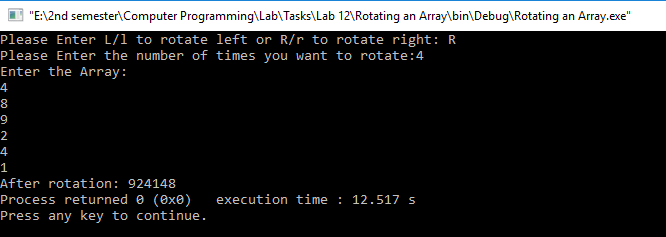 "E:\2nd semester\Computer Programming\Lab\Tasks\Lab 12\Rotating an Array\bin\Debug\Rotating an Array.exe"
Please Enter L/l to rotate left or R/r to rotate right: R
Please Enter the number of times you want to rotate:4
Enter the Array:
4
8
9
2
4
1
After rotation: 924148
Process returned 0 (0x0)   execution time : 12.517 s
Press any key to continue.